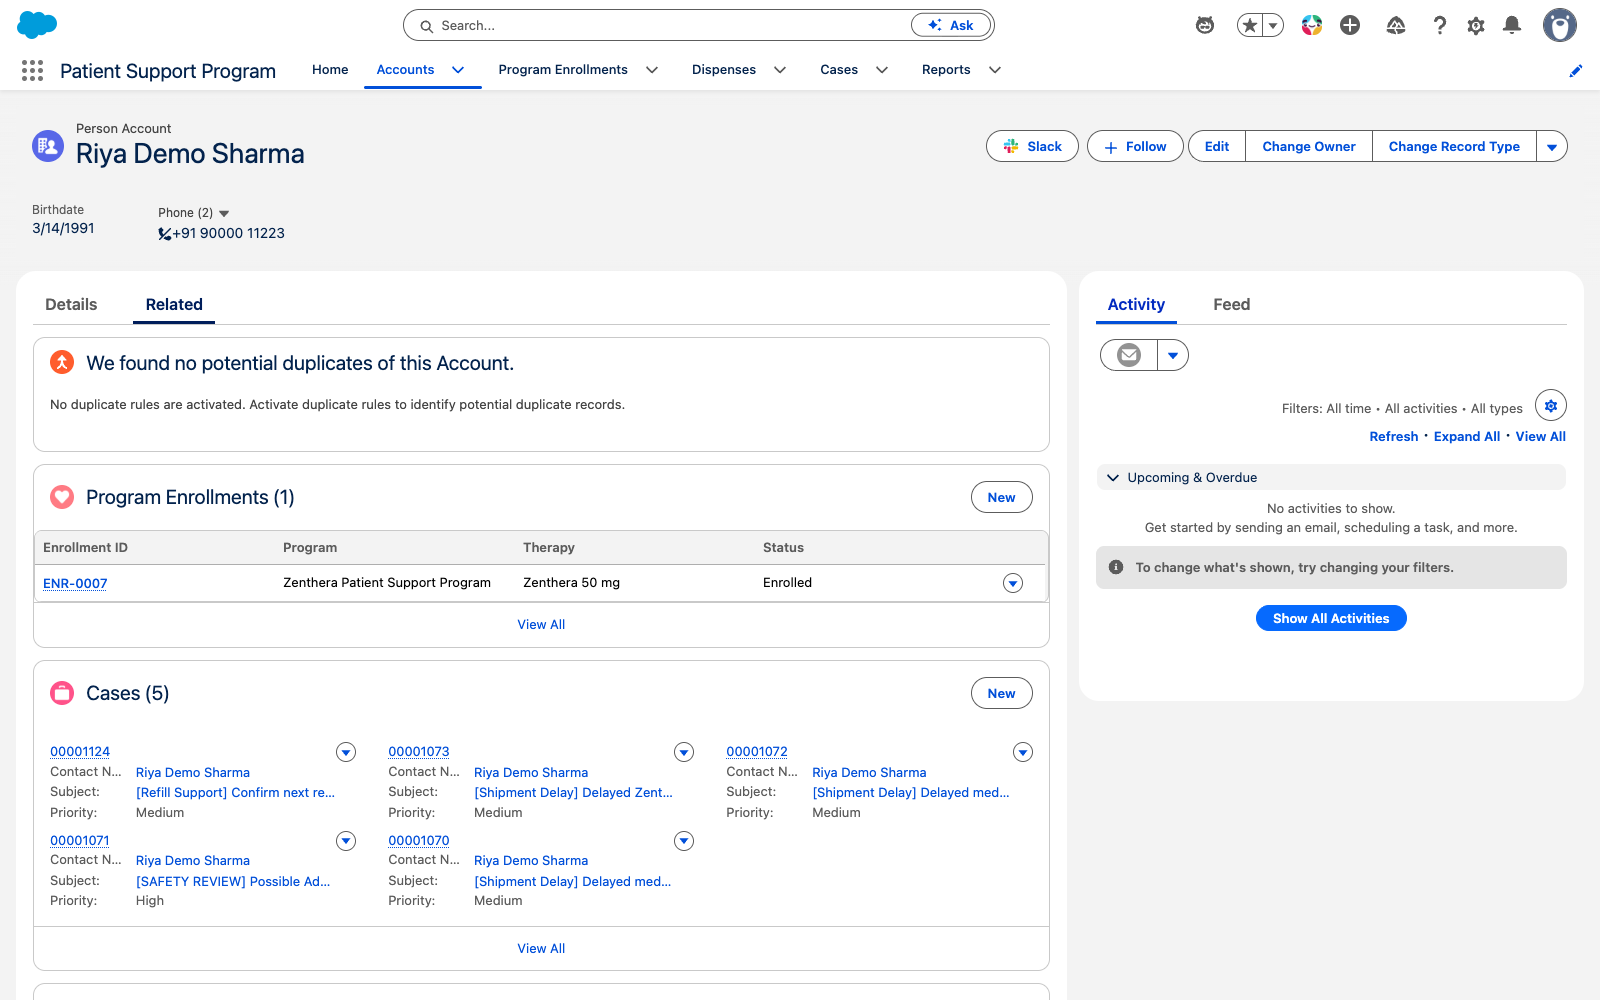 Search...
Ask
Patient Support Program
Home
Accounts
Program Enrollments
Dispenses
Cases
Reports
Person Account
Riya Demo Sharma
Slack
Follow
Edit
Change Owner
Change Record Type
Birthdate
3/14/1991
Phone (2)
+91 90000 11223
Details
Related
We found no potential duplicates of this Account.
No duplicate rules are activated. Activate duplicate rules to identify potential duplicate records.
Program Enrollments (1)
New
Enrollment ID Program Therapy Status
ENR-0007 Zenthera Patient Support Program Zenthera 50 mg Enrolled
View All
Cases (5)
New
00001124
Contact N... Riya Demo Sharma
Subject: [Refill Support] Confirm next re...
Priority: Medium
00001073
Contact N... Riya Demo Sharma
Subject: [Shipment Delay] Delayed Zent...
Priority: Medium
00001072
Contact N... Riya Demo Sharma
Subject: [Shipment Delay] Delayed med...
Priority: Medium
00001071
Contact N... Riya Demo Sharma
Subject: [SAFETY REVIEW] Possible Ad...
Priority: High
00001070
Contact N... Riya Demo Sharma
Subject: [Shipment Delay] Delayed med...
Priority: Medium
View All
Activity
Feed
Filters: All time • All activities • All types
Refresh • Expand All • View All
Upcoming & Overdue
No activities to show.
Get started by sending an email, scheduling a task, and more.
To change what's shown, try changing your filters.
Show All Activities